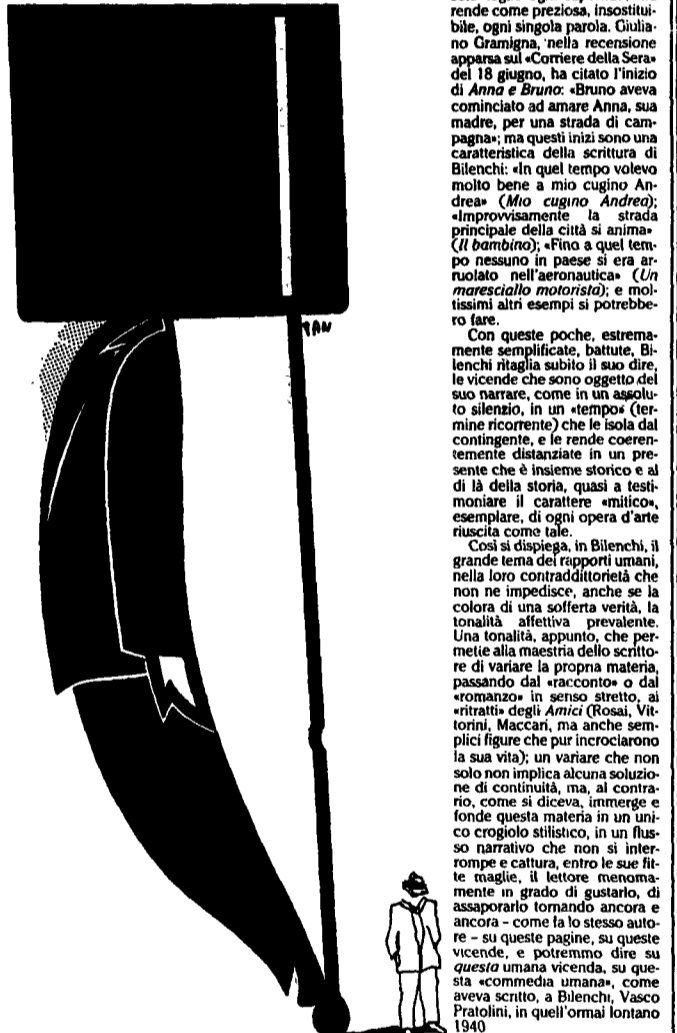 rende come preziosa, insostitui-
bile, ogni singola parola. Giulia-
no Gramigna, nella recensione
apparsa sul «Corriere della Sera»
del 18 giugno, ha citato l'inizio
di Anna e Bruno: «Bruno aveva
cominciato ad amare Anna, sua
madre, per una strada di cam-
pagna»; ma questi inizi sono una
caratteristica della scrittura di
Bilenchi: «In quel tempo volevo
molto bene a mio cugino An-
drea» (Mio cugino Andrea);
«Improvvisamente la strada
principale della città si anima»
(Il bambino); «Fino a quel tem-
po nessuno in paese si era ar-
ruolato nell'aeronautica» (Un
maresciallo motorista); e mol-
tissimi altri esempi si potrebbe-
ro fare.
Con queste poche, estrema-
mente semplificate, battute, Bi-
lenchi ritaglia subito il suo dire,
le vicende che sono oggetto del
suo narrare, come in un assolu-
to silenzio, in un «tempo» (ter-
mine ricorrente) che le isola dal
contingente, e le rende coeren-
temente distanziate in un pre-
sente che è insieme storico e al
di là della storia, quasi a testi-
moniare il carattere «mitico»,
esemplare, di ogni opera d'arte
riuscita come tale.
Così si dispiega, in Bilenchi, il
grande tema dei rapporti umani,
nella loro contraddittorietà che
non ne impedisce, anche se la
colora di una sofferta verità, la
tonalità affettiva prevalente.
Una tonalità, appunto, che per-
mette alla maestria dello scritto-
re di variare la propria materia,
passando dal «racconto» o dal
«romanzo» in senso stretto, ai
«ritratti» degli Amici (Rosai, Vit-
torini, Maccari, ma anche sem-
plici figure che pur incrociarono
la sua vita); un variare che non
solo non implica alcuna soluzio-
ne di continuità, ma, al contra-
rio, come si diceva, immerge e
fonde questa materia in un uni-
co crogiolo stilistico, in un flus-
so narrativo che non si inter-
rompe e cattura, entro le sue fit-
te maglie, il lettore menoma-
mente in grado di gustarlo, di
assaporarlo tornando ancora e
ancora - come fa lo stesso auto-
re - su queste pagine, su queste
vicende, e potremmo dire su
questa umana vicenda, su que-
sta «commedia umana», come
aveva scritto, a Bilenchi, Vasco
Pratolini, in quell'ormai lontano
1940